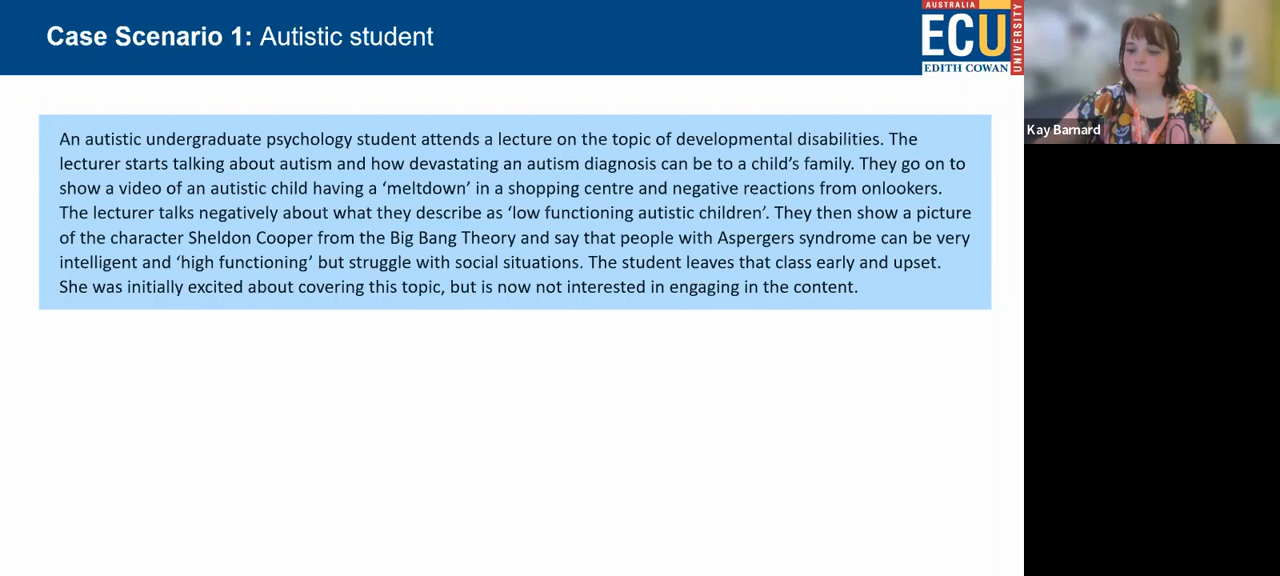 Case Scenario 1: Autistic student
AUSTRALIA
ECU
EDITH COWAN
UNIVERSITY
Kay Barnard
An autistic undergraduate psychology student attends a lecture on the topic of developmental disabilities. The
lecturer starts talking about autism and how devastating an autism diagnosis can be to a child’s family. They go on to
show a video of an autistic child having a ‘meltdown’ in a shopping centre and negative reactions from onlookers.
The lecturer talks negatively about what they describe as ‘low functioning autistic children’. They then show a picture
of the character Sheldon Cooper from the Big Bang Theory and say that people with Aspergers syndrome can be very
intelligent and ‘high functioning’ but struggle with social situations. The student leaves that class early and upset.
She was initially excited about covering this topic, but is now not interested in engaging in the content.